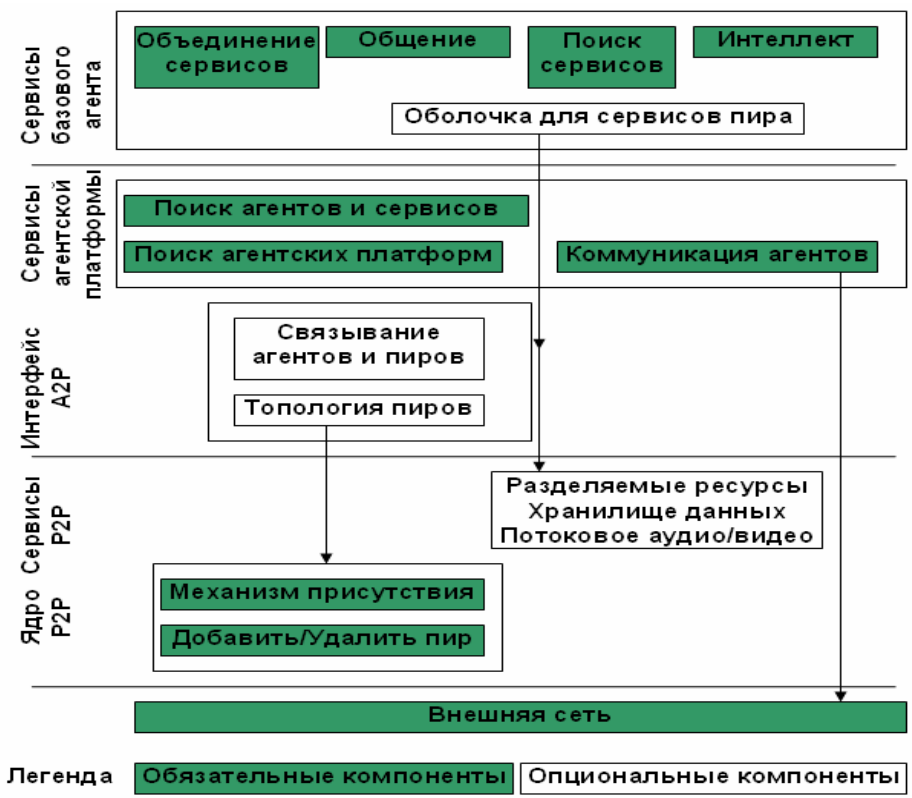 Сервисы
базового
агента
Объединение
сервисов
Общение
Поиск
сервисов
Интеллект
Оболочка для сервисов пира
Сервисы
агентской
платформы
Поиск агентов и сервисов
Поиск агентских платформ
Коммуникация агентов
Интерфейс
A2P
Связывание
агентов и пиров
Топология пиров
Сервисы
P2P
Разделяемые ресурсы
Хранилище данных
Потоковое аудио/видео
Ядро
P2P
Механизм присутствия
Добавить/Удалить пир
Внешняя сеть
Легенда
Обязательные компоненты
Опциональные компоненты